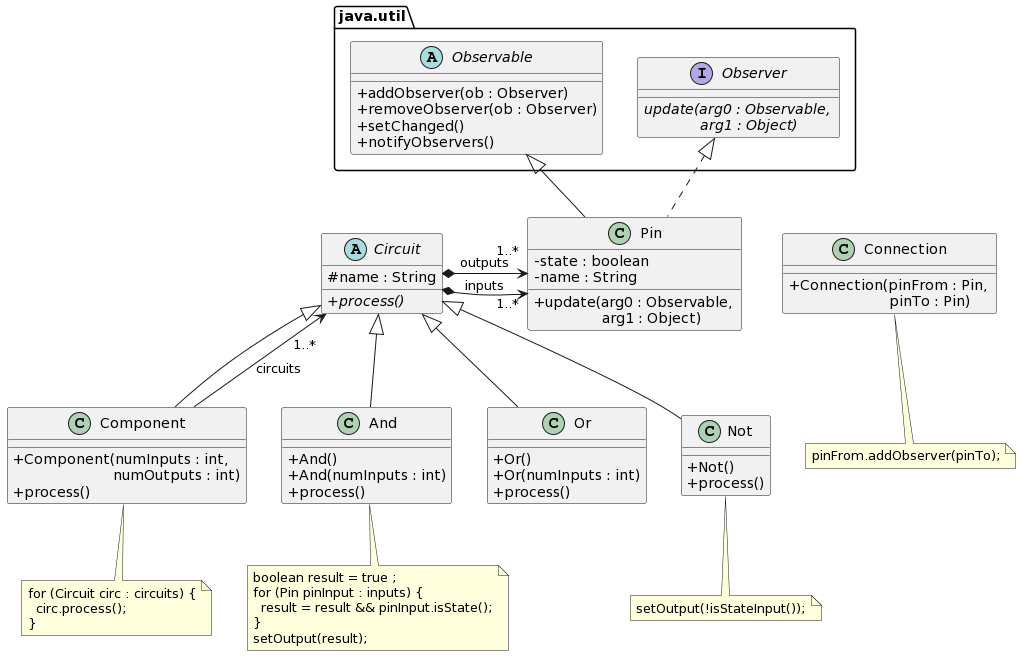 java.util
A Observable
+addObserver(ob : Observer)
+removeObserver(ob : Observer)
+setChanged()
+notifyObservers()
I Observer
update(arg0 : Observable,
arg1 : Object)
A Circuit
#name : String
+process()
outputs
1..*
inputs
1..*
C Pin
-state : boolean
-name : String
+update(arg0 : Observable,
arg1 : Object)
C Connection
+Connection(pinFrom : Pin,
pinTo : Pin)
1..*
circuits
C Component
+Component(numInputs : int,
numOutputs : int)
+process()
C And
+And()
+And(numInputs : int)
+process()
C Or
+Or()
+Or(numInputs : int)
+process()
C Not
+Not()
+process()
pinFrom.addObserver(pinTo);
for (Circuit circ : circuits) {
circ.process();
}
boolean result = true ;
for (Pin pinInput : inputs) {
result = result && pinInput.isState();
}
setOutput(result);
setOutput(!isStateInput());